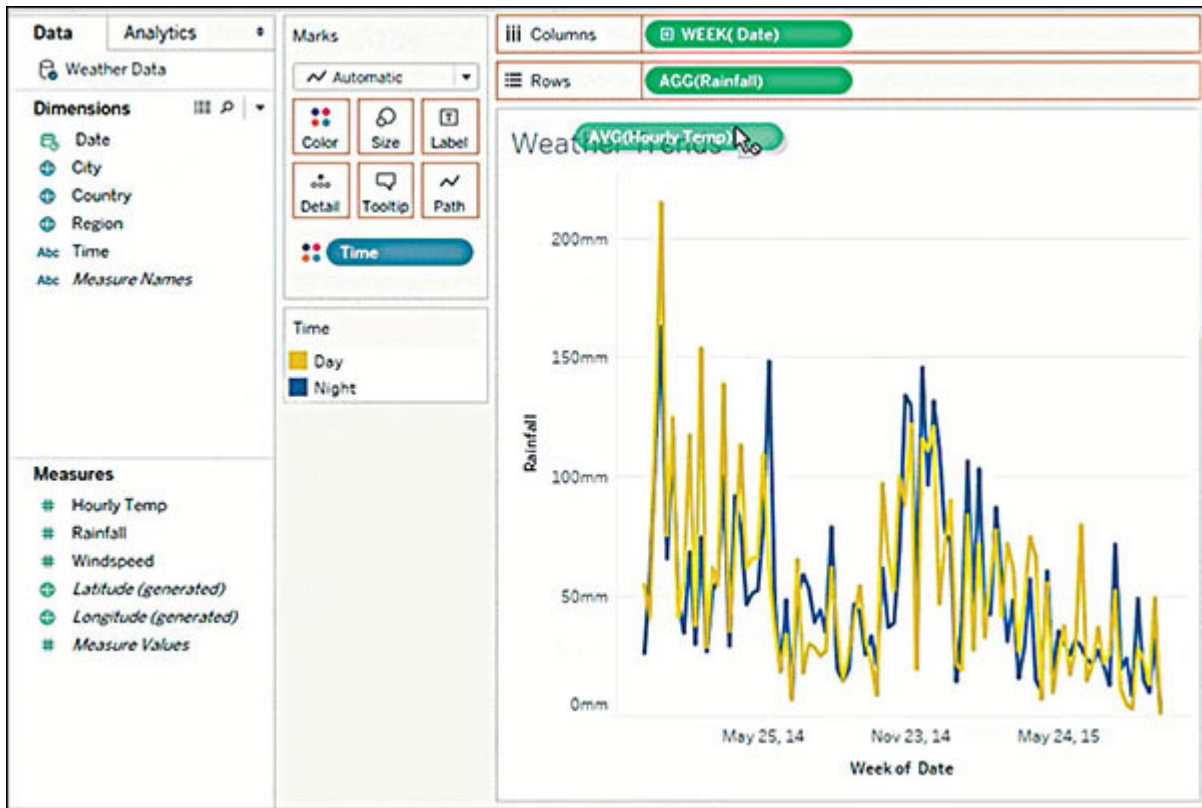 Data
Analytics
Weather Data
Dimensions
Date
City
Country
Region
Abc Time
Abc Measure Names
Measures
# Hourly Temp
# Rainfall
# Windspeed
Latitude (generated)
Longitude (generated)
# Measure Values
Marks
Automatic
Color
Size
T
Label
Detail
Tooltip
Path
Time
Time
Day
Night
iii Columns
WEEK( Date)
Rows
AGG(Rainfall)
Weather Trends
AVG(Hourly Temp)
200mm
150mm
100mm
50mm
0mm
Rainfall
May 25, 14
Nov 23, 14
May 24, 15
Week of Date